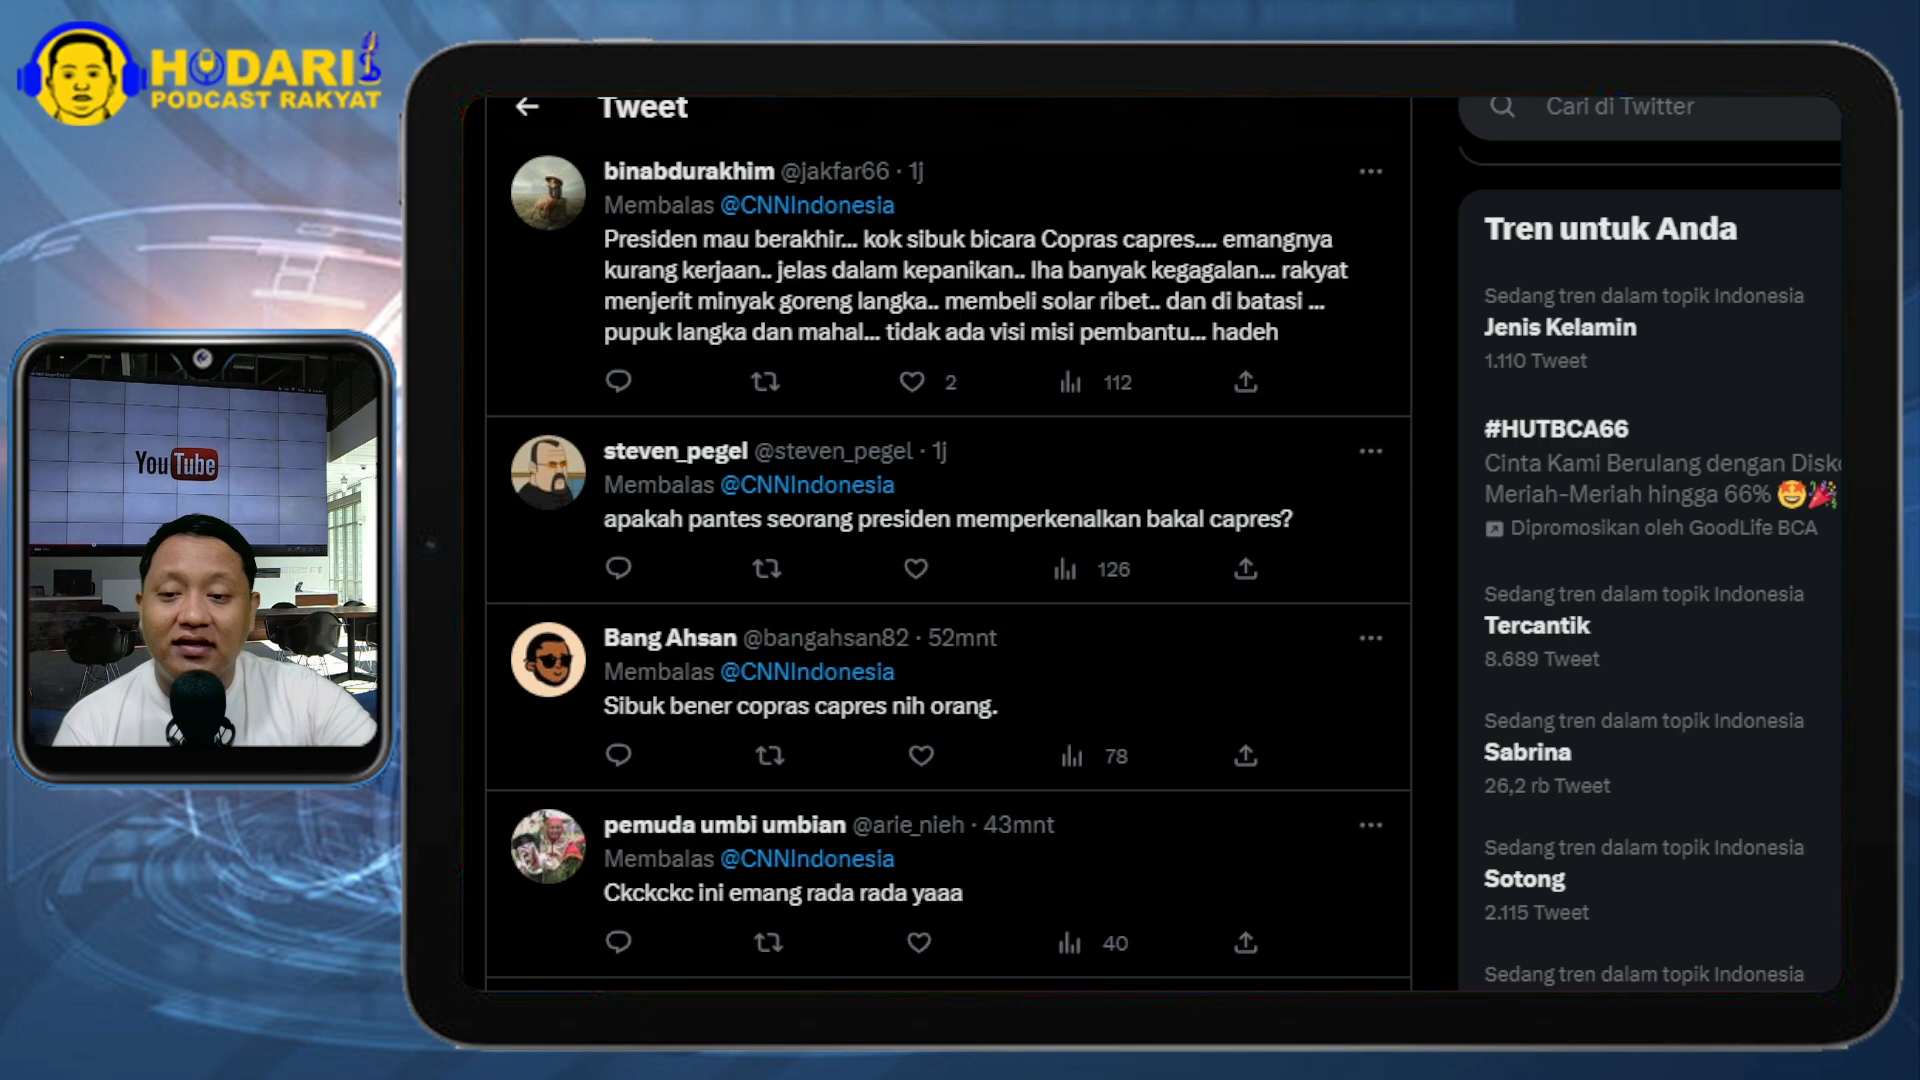 HODARI
PODCAST RAKYAT
YouTube
Tweet
binabdurakhim @jakfar66 · 1j
Membalas @CNNIndonesia
Presiden mau berakhir... kok sibuk bicara Copras capres.... emangnya
kurang kerjaan.. jelas dalam kepanikan.. lha banyak kegagalan... rakyat
menjerit minyak goreng langka.. membeli solar ribet.. dan di batasi ...
pupuk langka dan mahal... tidak ada visi misi pembantu... hadeh
2
112
steven_pegel @steven_pegel · 1j
Membalas @CNNIndonesia
apakah pantes seorang presiden memperkenalkan bakal capres?
126
Bang Ahsan @bangahsan82 · 52mnt
Membalas @CNNIndonesia
Sibuk bener copras capres nih orang.
78
pemuda umbi umbian @arie_nieh · 43mnt
Membalas @CNNIndonesia
Ckckckc ini emang rada rada yaaa
40
Cari di Twitter
Tren untuk Anda
Sedang tren dalam topik Indonesia
Jenis Kelamin
1.110 Tweet
#HUTBCA66
Cinta Kami Berulang dengan Disko
Meriah-Meriah hingga 66% 🤩🎉
Dipromosikan oleh GoodLife BCA
Sedang tren dalam topik Indonesia
Tercantik
8.689 Tweet
Sedang tren dalam topik Indonesia
Sabrina
26,2 rb Tweet
Sedang tren dalam topik Indonesia
Sotong
2.115 Tweet
Sedang tren dalam topik Indonesia